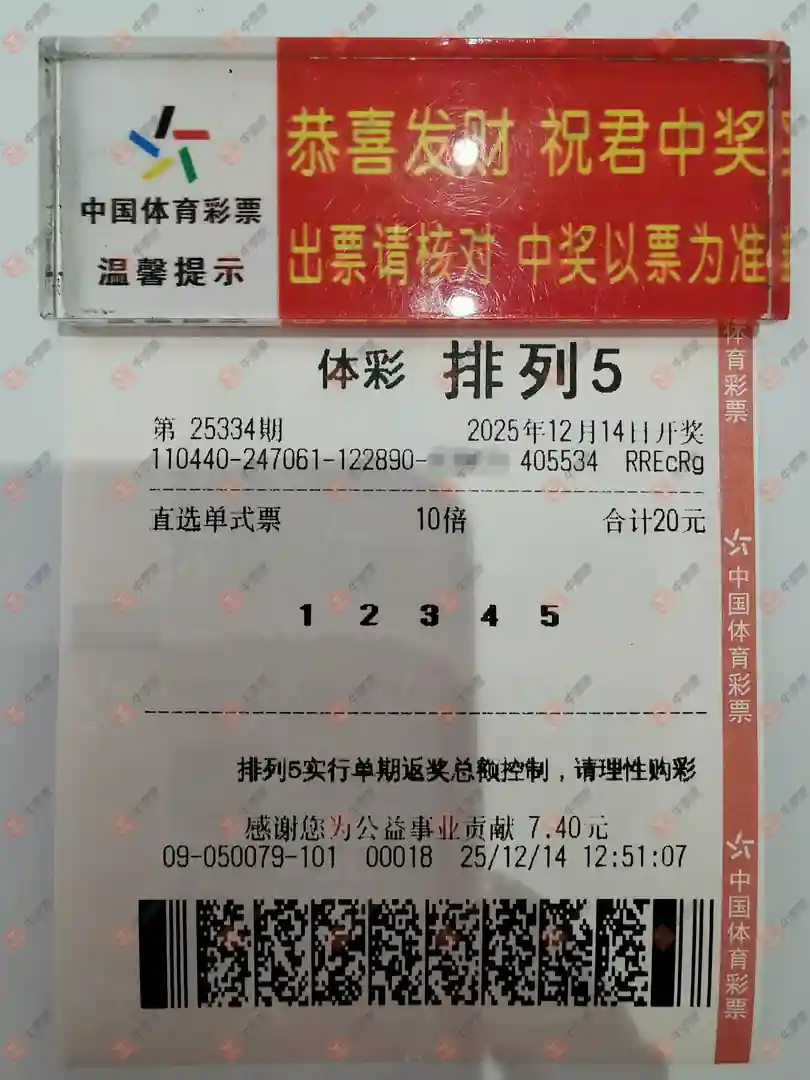 中国体育彩票
温馨提示
恭喜发财 祝君中奖
出票请核对 中奖以票为准
体彩 排列5
第 25334期 2025年12月14日开奖
110440-247061-122890- 405534 RREcRg
直选单式票 10倍 合计20元
1 2 3 4 5
排列5实行单期返奖总额控制，请理性购彩
感谢您为公益事业贡献 7.40元
09-050079-101 00018 25/12/14 12:51:07
体育彩票
中国体育彩票
中国体育彩票